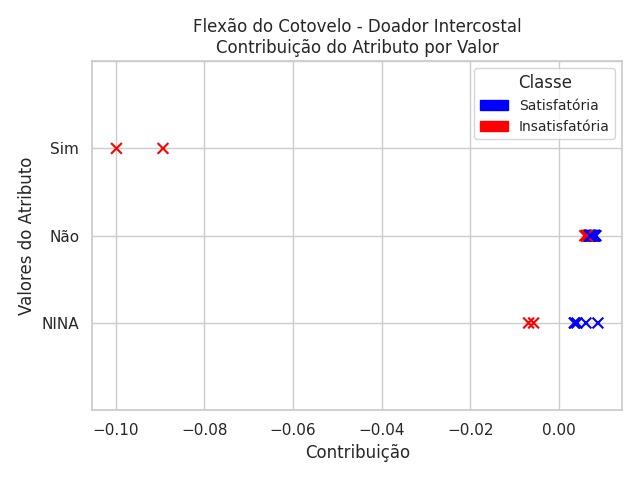 Flexão do Cotovelo - Doador Intercostal
Contribuição do Atributo por Valor
Classe
Satisfatória
Insatisfatória
Valores do Atributo
Sim
Não
NINA
−0.10 −0.08 −0.06 −0.04 −0.02 0.00
Contribuição